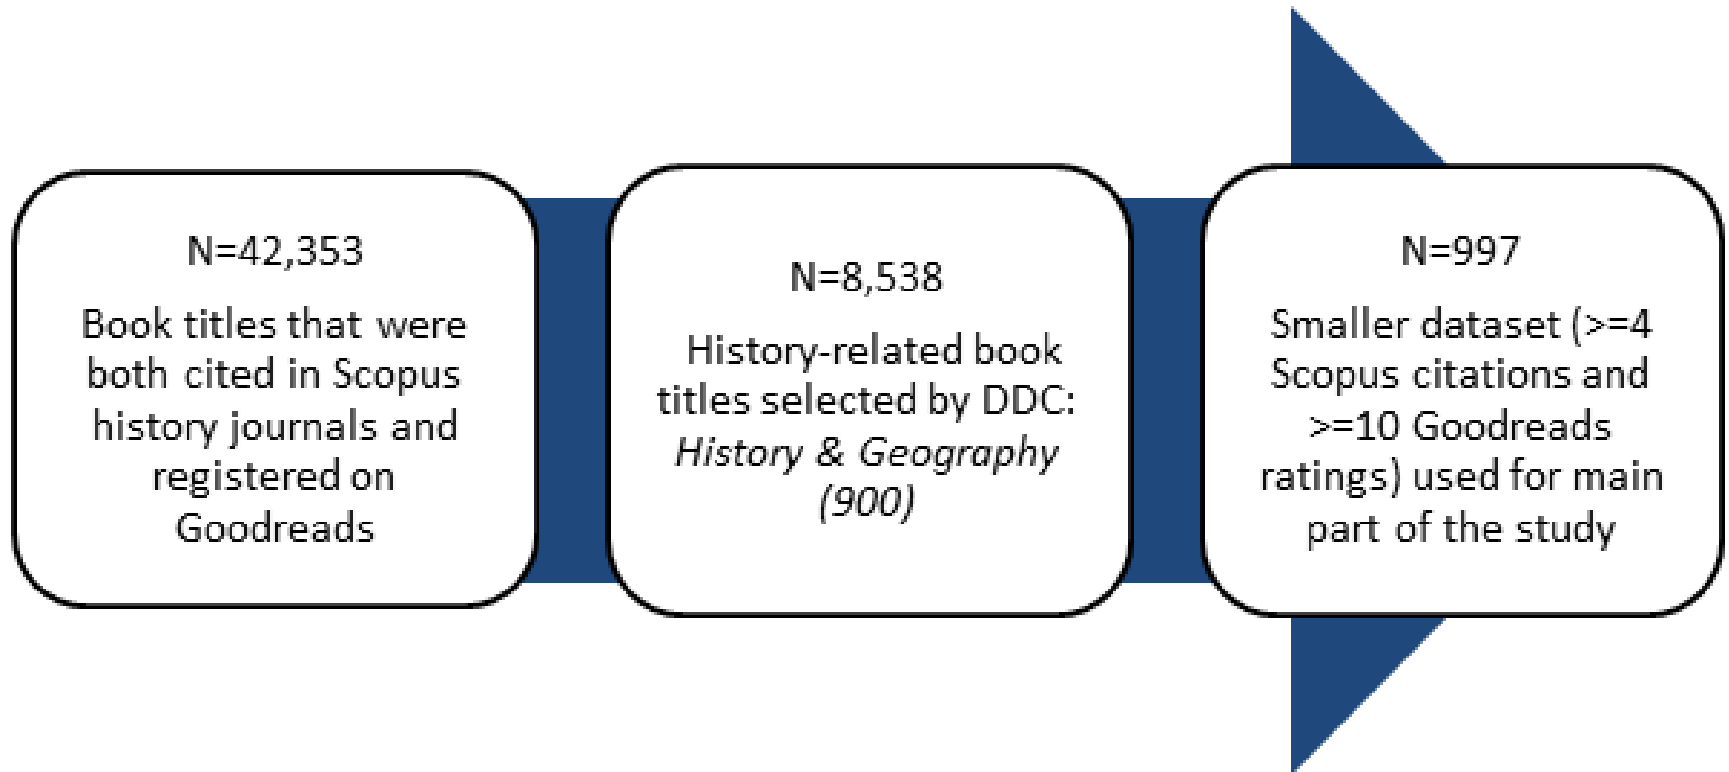 N=42,353
Book titles that were
both cited in Scopus
history journals and
registered on
Goodreads
N=8,538
History-related book
titles selected by DDC:
History & Geography
(900)
N=997
Smaller dataset (>=4
Scopus citations and
>=10 Goodreads
ratings) used for main
part of the study